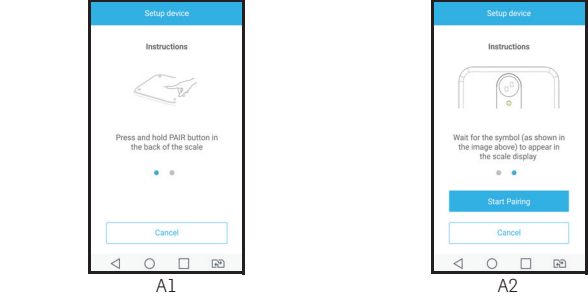 Setup device
Instructions
Press and hold PAIR button in
the back of the scale
Cancel
A1
Setup device
Instructions
Wait for the symbol (as shown in
the image above) to appear in
the scale display
Start Pairing
Cancel
A2